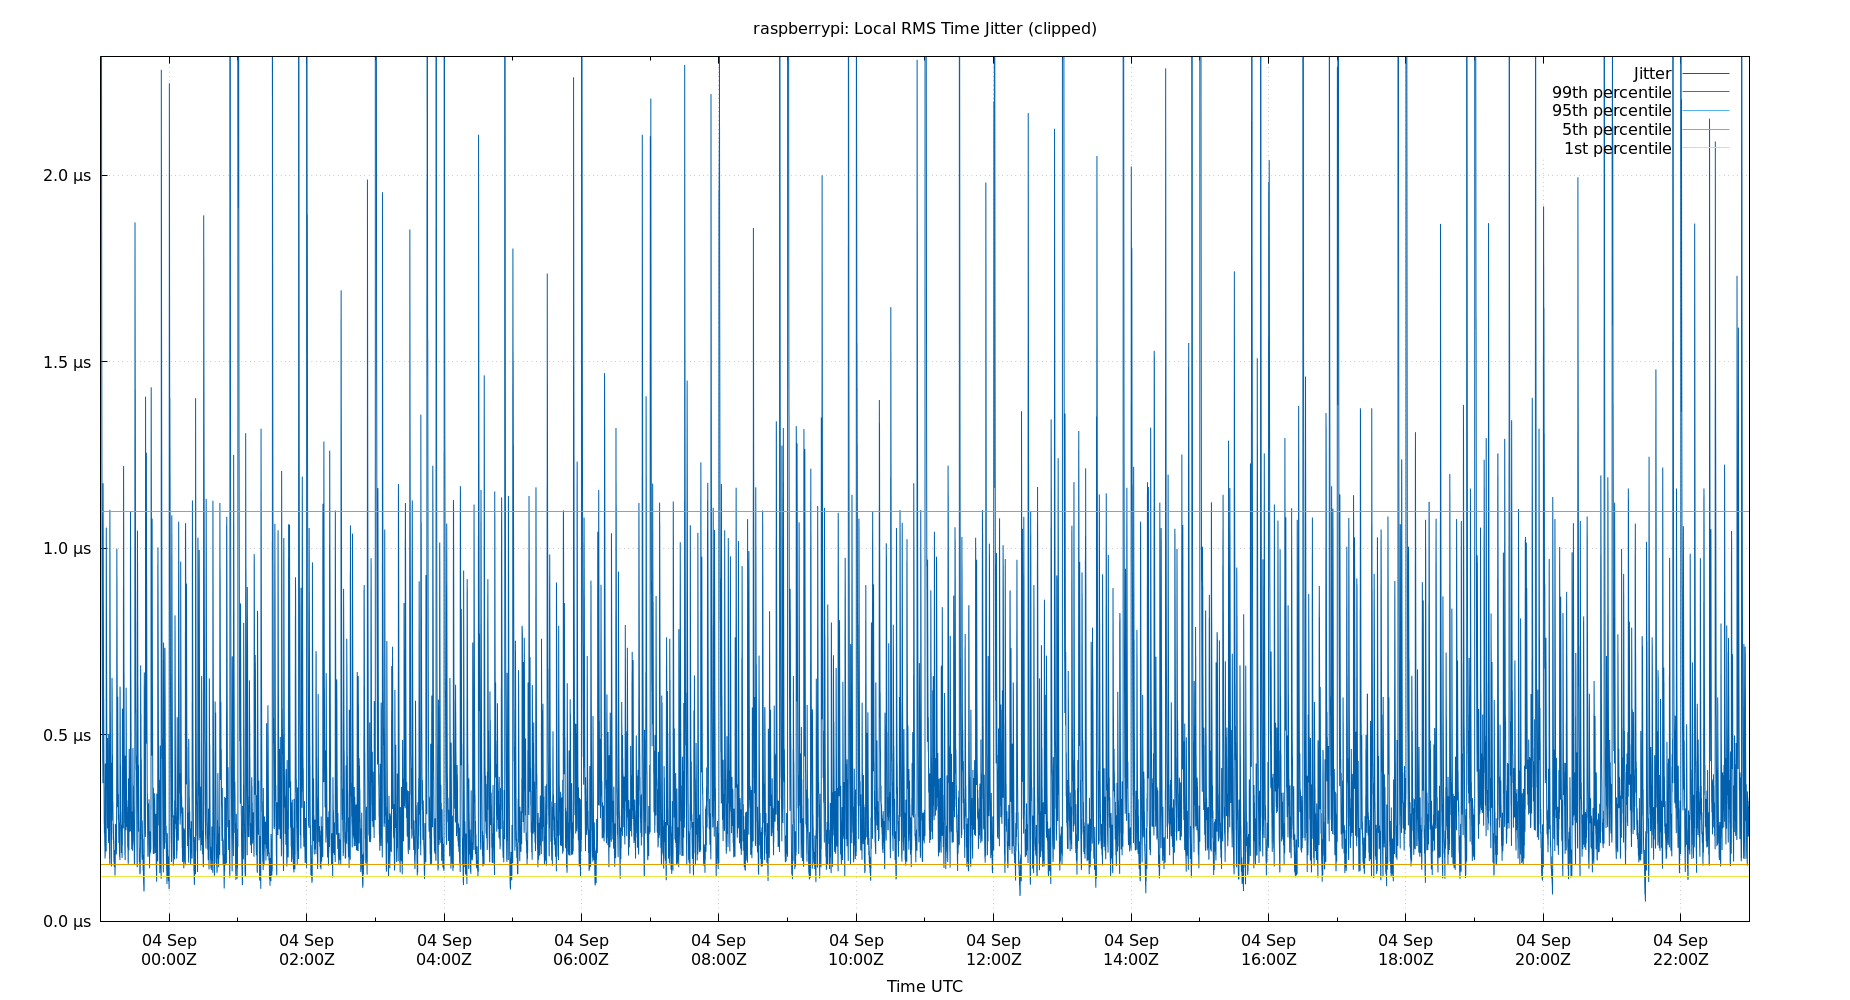 raspberrypi: Local RMS Time Jitter (clipped)
Jitter
99th percentile
95th percentile
5th percentile
1st percentile
2.0 µs
1.5 µs
1.0 µs
0.5 µs
0.0 µs
04 Sep 04 Sep 04 Sep 04 Sep 04 Sep 04 Sep 04 Sep 04 Sep 04 Sep 04 Sep 04 Sep 04 Sep
00:00Z 02:00Z 04:00Z 06:00Z 08:00Z 10:00Z 12:00Z 14:00Z 16:00Z 18:00Z 20:00Z 22:00Z
Time UTC